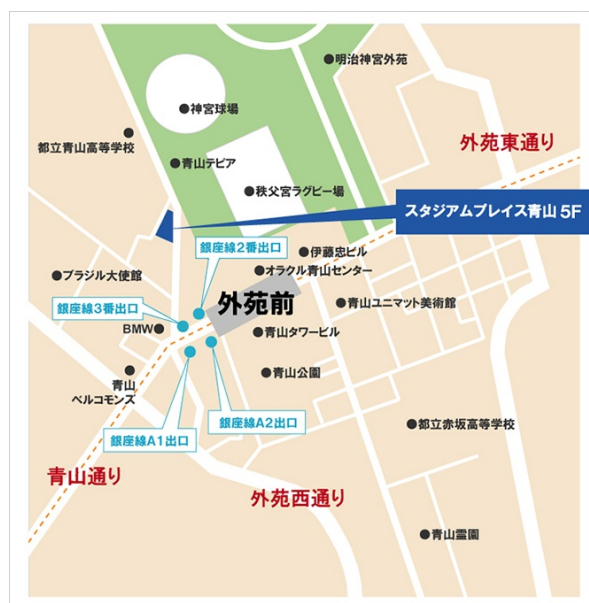 明治神宮外苑
神宮球場
都立青山高等学校
外苑東通り
青山テピア
秩父宮ラグビー場
スタジアムプレイス青山 5F
銀座線2番出口
伊藤忠ビル
オラクル青山センター
ブラジル大使館
銀座線3番出口
外苑前
青山ユニマット美術館
BMW
青山タワービル
青山
ベルコモンズ
青山公園
銀座線A2出口
都立赤坂高等学校
銀座線A1出口
青山通り
外苑西通り
青山霊園